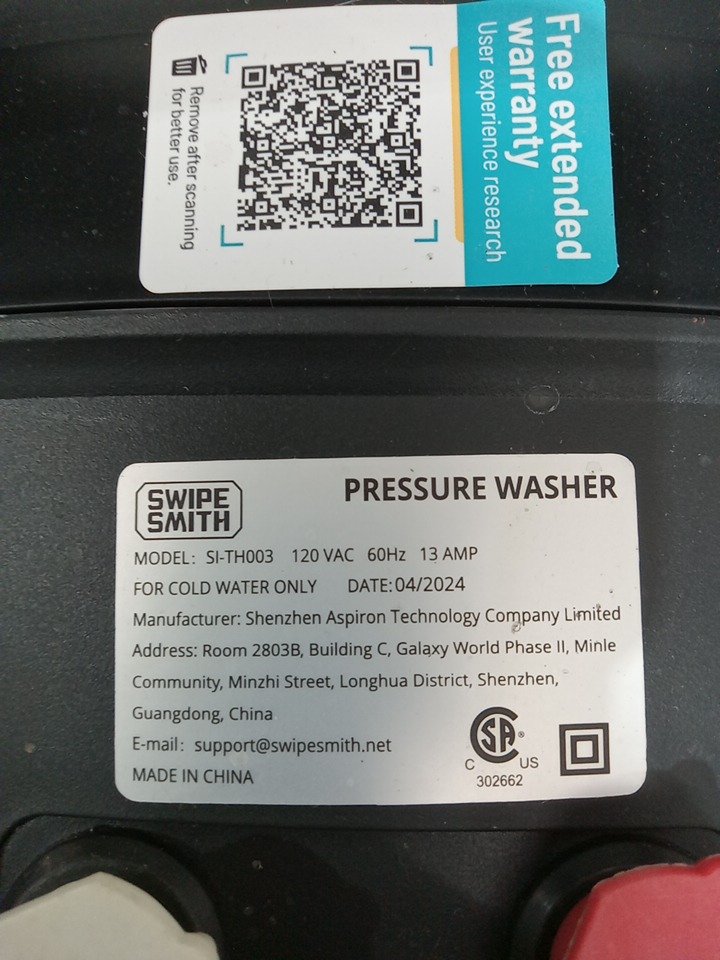 Free extended
warranty
User experience research
Remove after scanning
for better use.
SWIPE
SMITH
PRESSURE WASHER
MODEL: SI-TH003 120 VAC 60Hz 13 AMP
FOR COLD WATER ONLY DATE: 04/2024
Manufacturer: Shenzhen Aspiron Technology Company Limited
Address: Room 2803B, Building C, Galaxy World Phase II, Minle
Community, Minzhi Street, Longhua District, Shenzhen,
Guangdong, China
E-mail: support@swipesmith.net
MADE IN CHINA
SA®
C US
302662